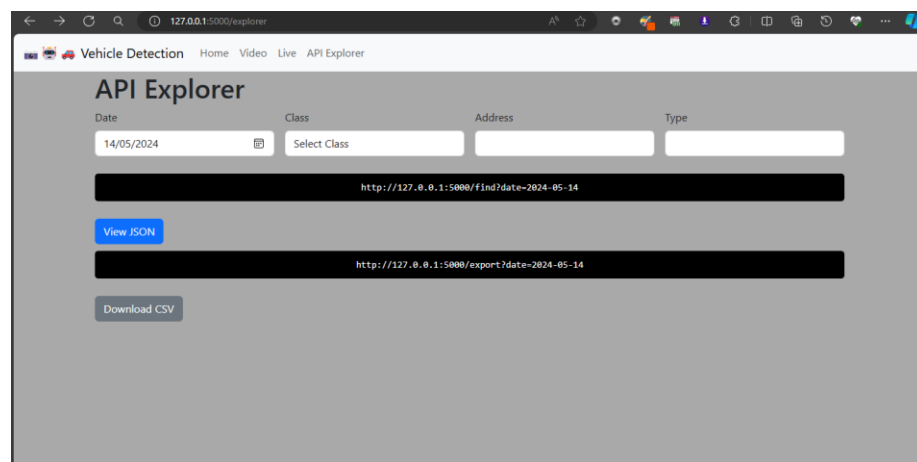 127.0.0.1:5000/explorer
Vehicle Detection Home Video Live API Explorer
API Explorer
Date Class Address Type
14/05/2024 Select Class
http://127.0.0.1:5000/find?date=2024-05-14
View JSON
http://127.0.0.1:5000/export?date=2024-05-14
Download CSV